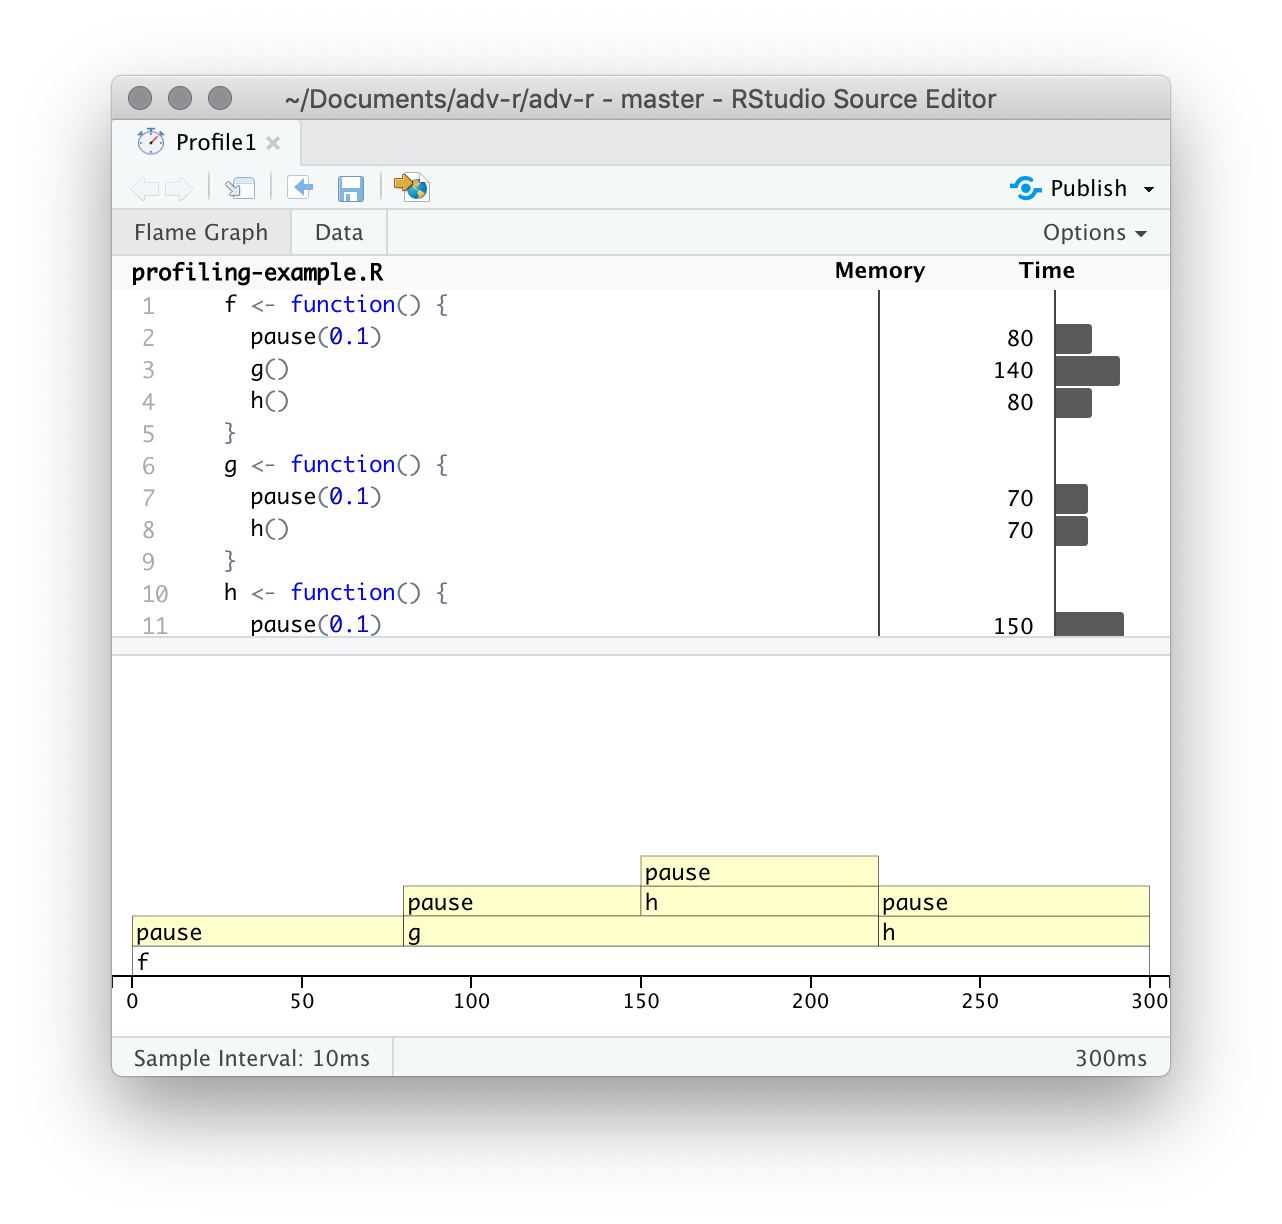 ~/Documents/adv-r/adv-r - master - RStudio Source Editor
Profile1
Publish
Flame Graph Data Options
profiling-example.R Memory Time
1 f <- function() {
2 pause(0.1) 80
3 g() 140
4 h() 80
5 }
6 g <- function() {
7 pause(0.1) 70
8 h() 70
9 }
10 h <- function() {
11 pause(0.1) 150
pause
pause h pause
pause g h
f
0 50 100 150 200 250 300
Sample Interval: 10ms 300ms